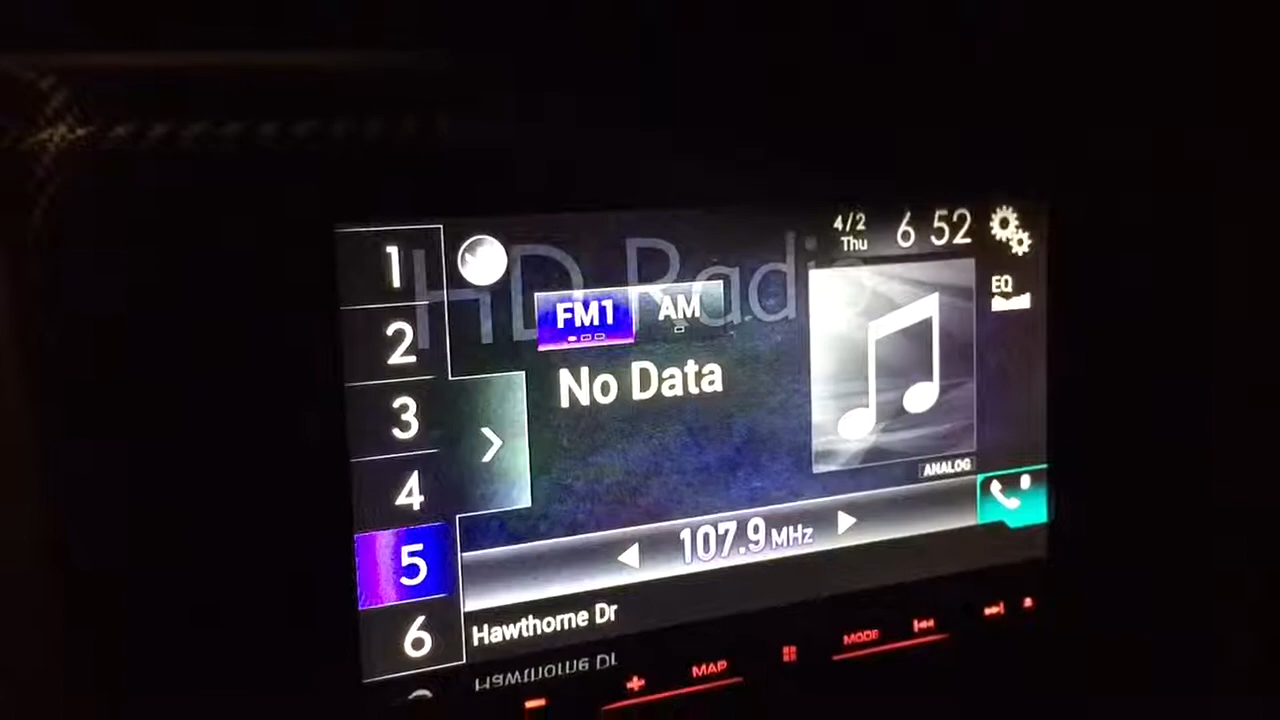 HD Radio
4/2
Thu
6 52
1
2
3
4
5
6
FM1
AM
EQ
No Data
ANALOG
107.9 MHz
Hawthorne Dr
MAP
MODE